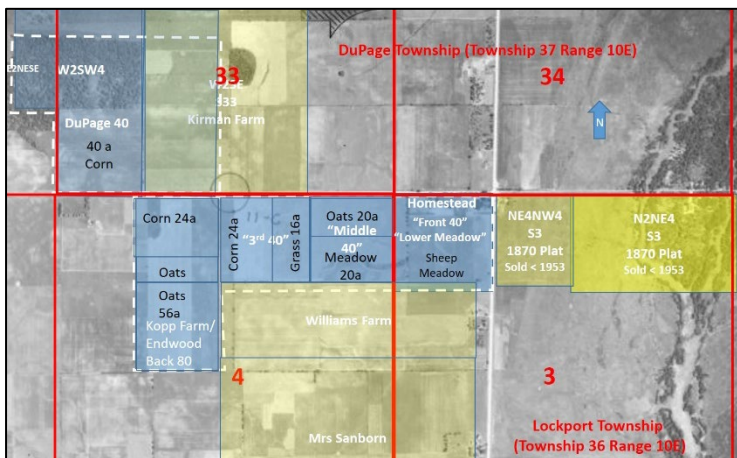 DuPage Township (Township 37 Range 10E)
33
34
W2SW4
W2SE
S33
Kirman Farm
DuPage 40
40 a
Corn
N
Corn 24a
Oats
Oats
56a
Kopp Farm/
Endwood
Back 80
Corn 24a
"3rd 40"
Grass 16a
Oats 20a
"Middle
40"
Meadow
20a
Homestead
"Front 40"
"Lower Meadow"
Sheep
Meadow
NE4NW4
S3
1870 Plat
Sold < 1953
N2NE4
S3
1870 Plat
Sold < 1953
Williams Farm
4
3
Mrs Sanborn
Lockport Township
(Township 36 Range 10E)